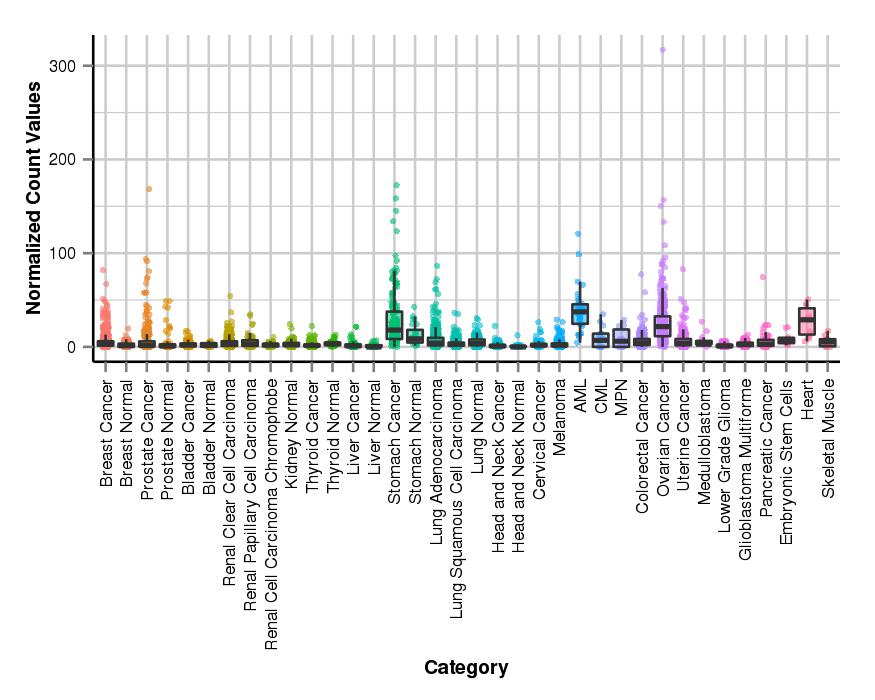 Normalized Count Values
300
200
100
0
Breast Cancer
Breast Normal
Prostate Cancer
Prostate Normal
Bladder Cancer
Bladder Normal
Renal Clear Cell Carcinoma
Renal Papillary Cell Carcinoma
Renal Cell Carcinoma Chromophobe
Kidney Normal
Thyroid Cancer
Thyroid Normal
Liver Cancer
Liver Normal
Stomach Cancer
Stomach Normal
Lung Adenocarcinoma
Lung Squamous Cell Carcinoma
Lung Normal
Head and Neck Cancer
Head and Neck Normal
Cervical Cancer
Melanoma
AML
CML
MPN
Colorectal Cancer
Ovarian Cancer
Uterine Cancer
Medulloblastoma
Lower Grade Glioma
Glioblastoma Multiforme
Pancreatic Cancer
Embryonic Stem Cells
Heart
Skeletal Muscle
Category